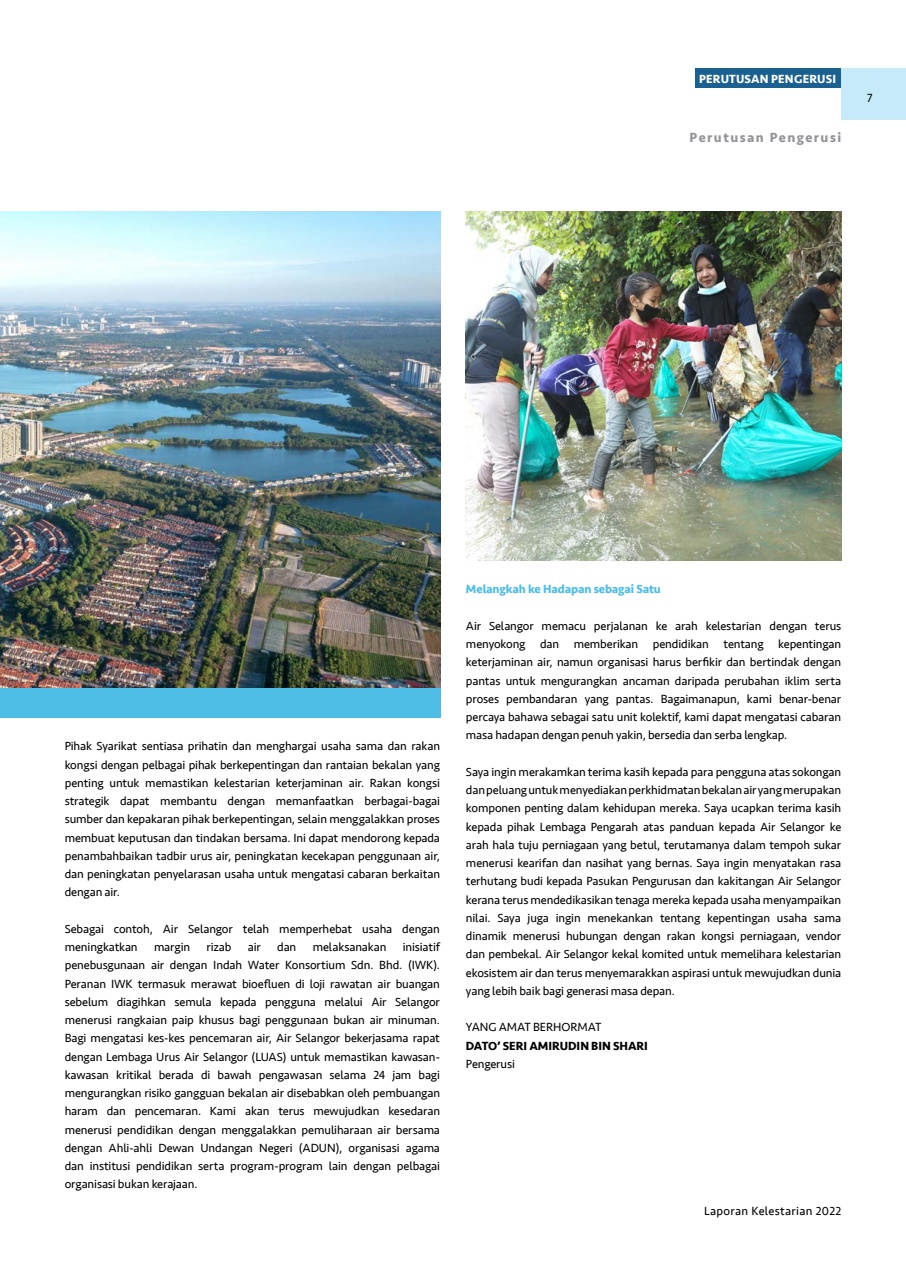 PERUTUSAN PENGERUSI
7
Perutusan Pengerusi
Pihak Syarikat sentiasa prihatin dan menghargai usaha sama dan rakan
kongsi dengan pelbagai pihak berkepentingan dan rantaian bekalan yang
penting untuk memastikan kelestarian keterjaminan air. Rakan kongsi
strategik dapat membantu dengan memanfaatkan berbagai-bagai
sumber dan kepakaran pihak berkepentingan, selain menggalakkan proses
membuat keputusan dan tindakan bersama. Ini dapat mendorong kepada
penambahbaikan tadbir urus air, peningkatan kecekapan penggunaan air,
dan peningkatan penyelarasan usaha untuk mengatasi cabaran berkaitan
dengan air.
Sebagai contoh, Air Selangor telah memperhebat usaha dengan
meningkatkan margin rizab air dan melaksanakan inisiatif
penebusgunaan air dengan Indah Water Konsortium Sdn. Bhd. (IWK).
Peranan IWK termasuk merawat bioefluen di loji rawatan air buangan
sebelum diagihkan semula kepada pengguna melalui Air Selangor
menerusi rangkaian paip khusus bagi penggunaan bukan air minuman.
Bagi mengatasi kes-kes pencemaran air, Air Selangor bekerjasama rapat
dengan Lembaga Urus Air Selangor (LUAS) untuk memastikan kawasan-
kawasan kritikal berada di bawah pengawasan selama 24 jam bagi
mengurangkan risiko gangguan bekalan air disebabkan oleh pembuangan
haram dan pencemaran. Kami akan terus mewujudkan kesedaran
menerusi pendidikan dengan menggalakkan pemuliharaan air bersama
dengan Ahli-ahli Dewan Undangan Negeri (ADUN), organisasi agama
dan institusi pendidikan serta program-program lain dengan pelbagai
organisasi bukan kerajaan.
Melangkah ke Hadapan sebagai Satu
Air Selangor memacu perjalanan ke arah kelestarian dengan terus
menyokong dan memberikan pendidikan tentang kepentingan
keterjaminan air, namun organisasi harus berfikir dan bertindak dengan
pantas untuk mengurangkan ancaman daripada perubahan iklim serta
proses pembandaran yang pantas. Bagaimanapun, kami benar-benar
percaya bahawa sebagai satu unit kolektif, kami dapat mengatasi cabaran
masa hadapan dengan penuh yakin, bersedia dan serba lengkap.
Saya ingin merakamkan terima kasih kepada para pengguna atas sokongan
dan peluang untuk menyediakan perkhidmatan bekalan air yang merupakan
komponen penting dalam kehidupan mereka. Saya ucapkan terima kasih
kepada pihak Lembaga Pengarah atas panduan kepada Air Selangor ke
arah hala tuju perniagaan yang betul, terutamanya dalam tempoh sukar
menerusi kearifan dan nasihat yang bernas. Saya ingin menyatakan rasa
terhutang budi kepada Pasukan Pengurusan dan kakitangan Air Selangor
kerana terus mendedikasikan tenaga mereka kepada usaha menyampaikan
nilai. Saya juga ingin menekankan tentang kepentingan usaha sama
dinamik menerusi hubungan dengan rakan kongsi perniagaan, vendor
dan pembekal. Air Selangor kekal komited untuk memelihara kelestarian
ekosistem air dan terus menyemarakkan aspirasi untuk mewujudkan dunia
yang lebih baik bagi generasi masa depan.
YANG AMAT BERHORMAT
DATO’ SERI AMIRUDIN BIN SHARI
Pengerusi
Laporan Kelestarian 2022